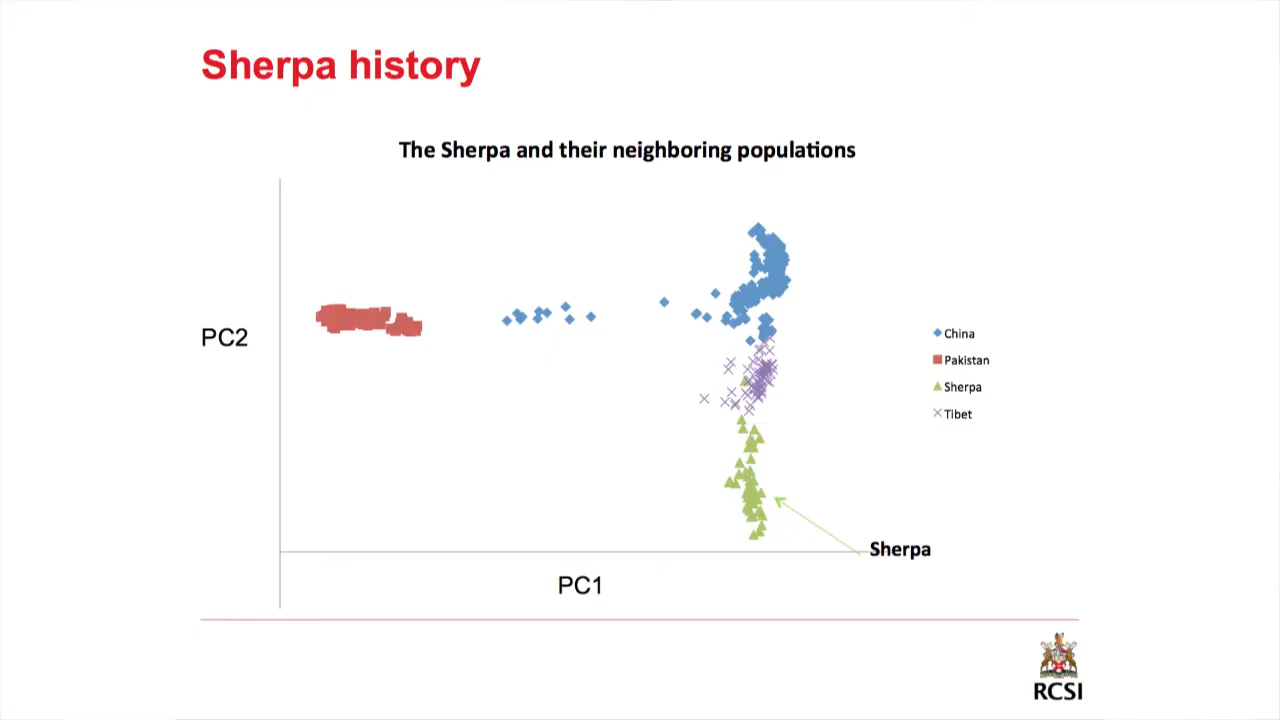 Sherpa history
The Sherpa and their neighboring populations
PC2
China
Pakistan
Sherpa
Tibet
Sherpa
PC1
RCSI